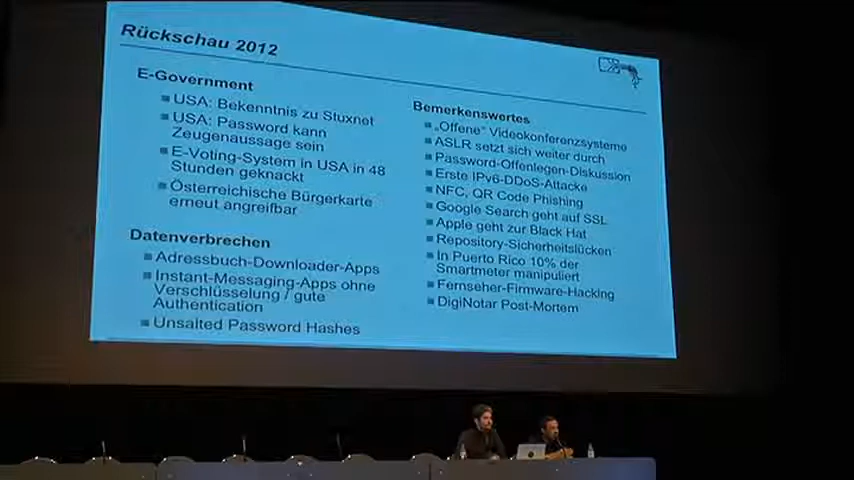 Rückschau 2012
E-Government
USA: Bekenntnis zu Stuxnet
USA: Password kann
Zeugenaussage sein
E-Voting-System in USA in 48
Stunden geknackt
Österreichische Bürgerkarte
erneut angreifbar
Datenverbrechen
Adressbuch-Downloader-Apps
Instant-Messaging-Apps ohne
Verschlüsselung / gute
Authentication
Unsalted Password Hashes
Bemerkenswertes
„Offene“ Videokonferenzsysteme
ASLR setzt sich weiter durch
Password-Offenlegen-Diskussion
Erste IPv6-DDoS-Attacke
NFC, QR Code Phishing
Google Search geht auf SSL
Apple geht zur Black Hat
Repository-Sicherheitslücken
In Puerto Rico 10% der
Smartmeter manipuliert
Fernseher-Firmware-Hacking
DigiNotar Post-Mortem